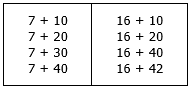 7 + 10
7 + 20
7 + 30
7 + 40
16 + 10
16 + 20
16 + 40
16 + 42